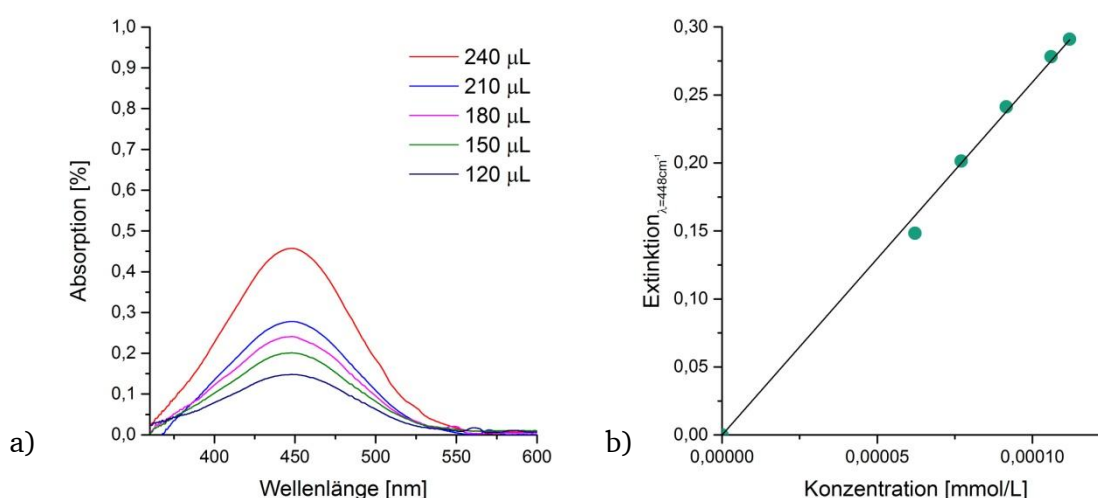 1,0
0,9
0,8
0,7
0,6
0,5
0,4
0,3
0,2
0,1
0,0
Absorption [%]
240 µL
210 µL
180 µL
150 µL
120 µL
400 450 500 550 600
Wellenlänge [nm]
a)
0,30
0,25
0,20
0,15
0,10
0,05
0,00
Extinktion λ=448cm⁻¹
0,00000 0,00005 0,00010
Konzentration [mmol/L]
b)